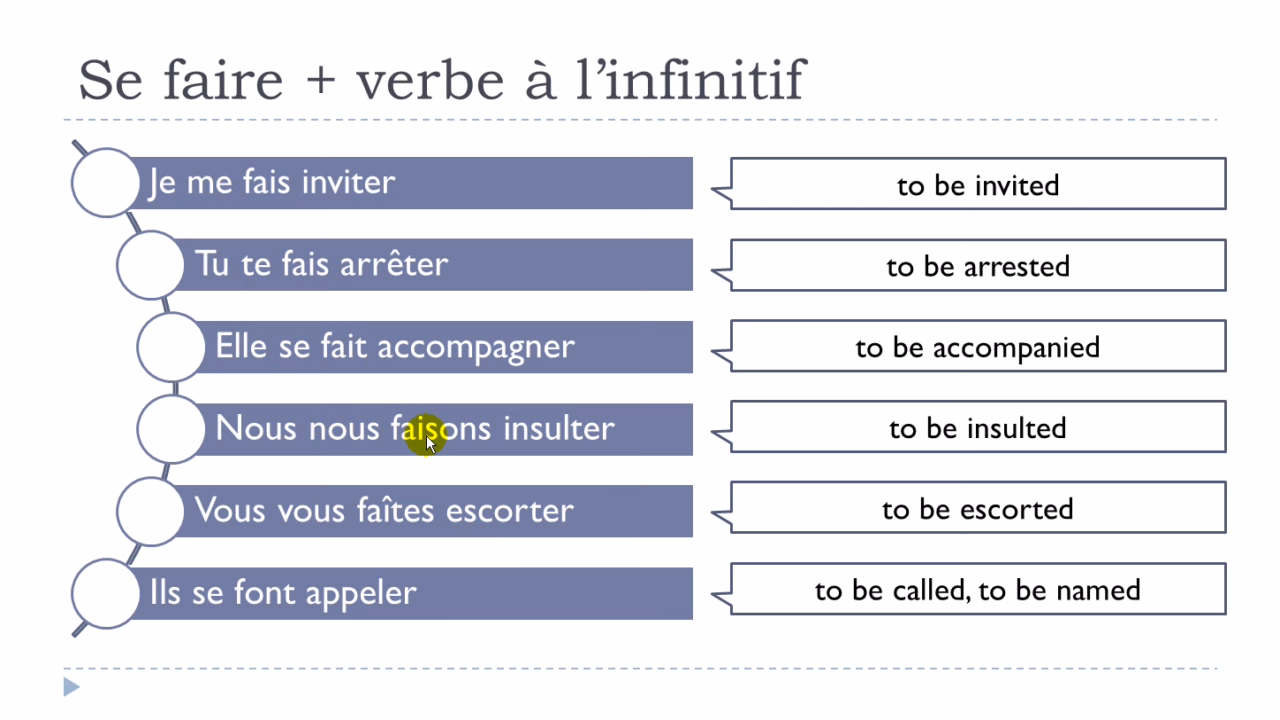 Se faire + verbe à l’infinitif
Je me fais inviter
to be invited
Tu te fais arrêter
to be arrested
Elle se fait accompagner
to be accompanied
Nous nous faisons insulter
to be insulted
Vous vous faîtes escorter
to be escorted
Ils se font appeler
to be called, to be named